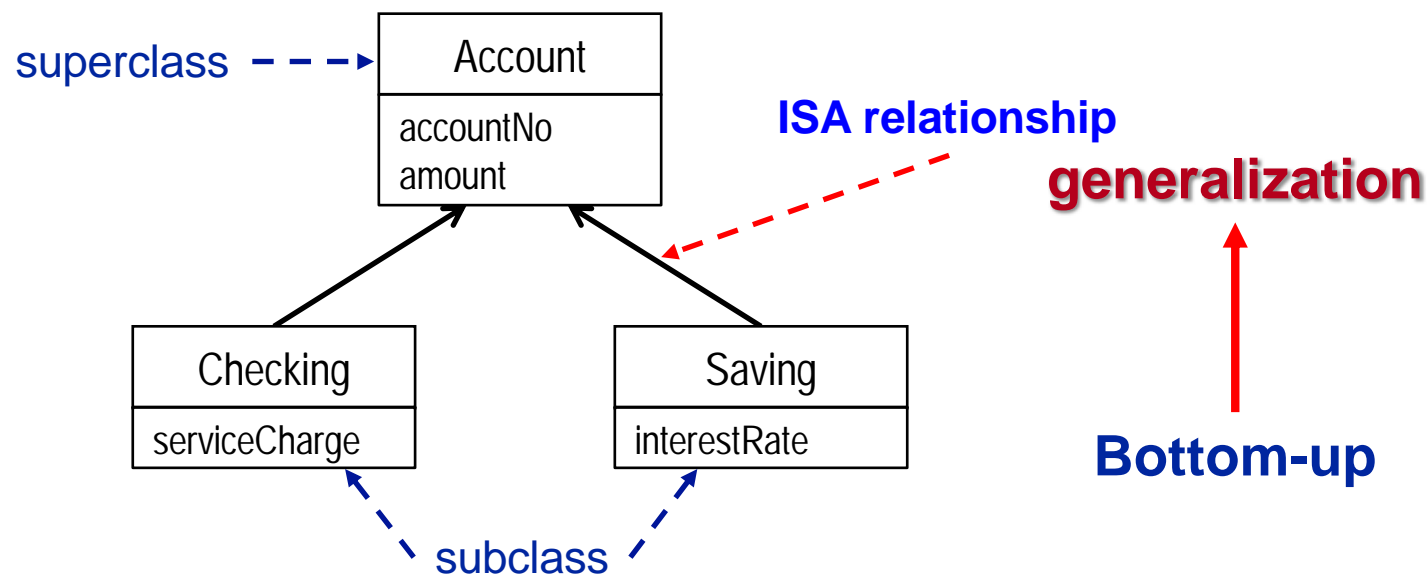 superclass
Account
accountNo
amount
ISA relationship
generalization
Checking
serviceCharge
Saving
interestRate
Bottom-up
subclass